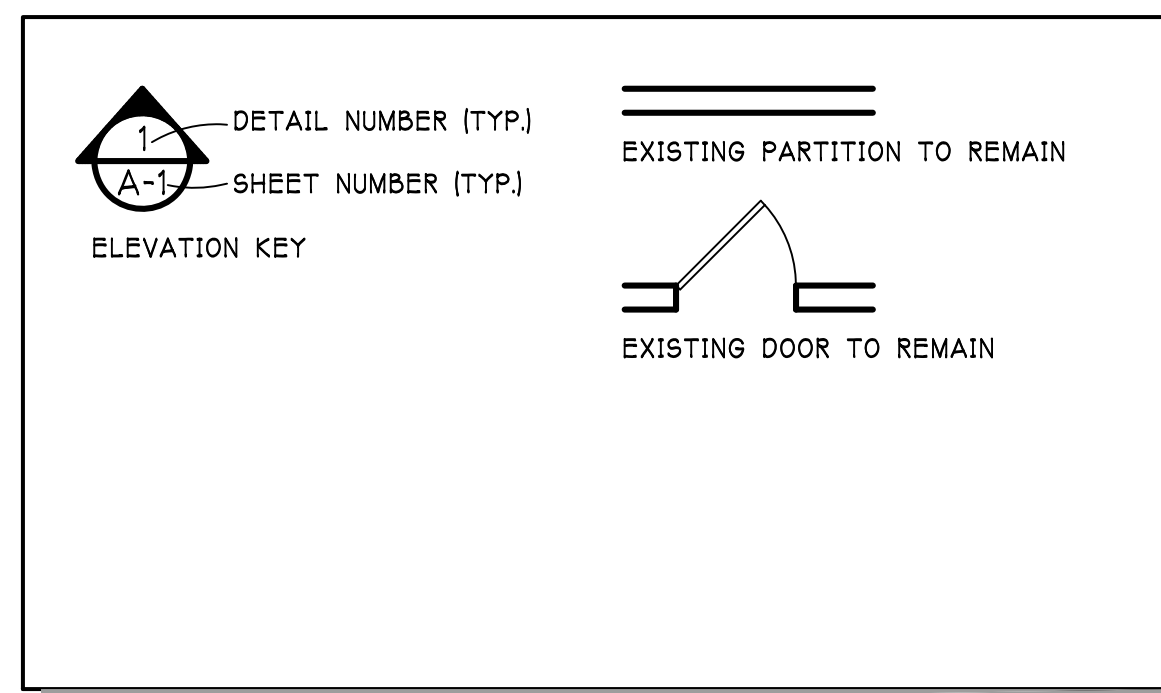 1
DETAIL NUMBER (TYP.)
A-1
SHEET NUMBER (TYP.)
ELEVATION KEY
EXISTING PARTITION TO REMAIN
EXISTING DOOR TO REMAIN